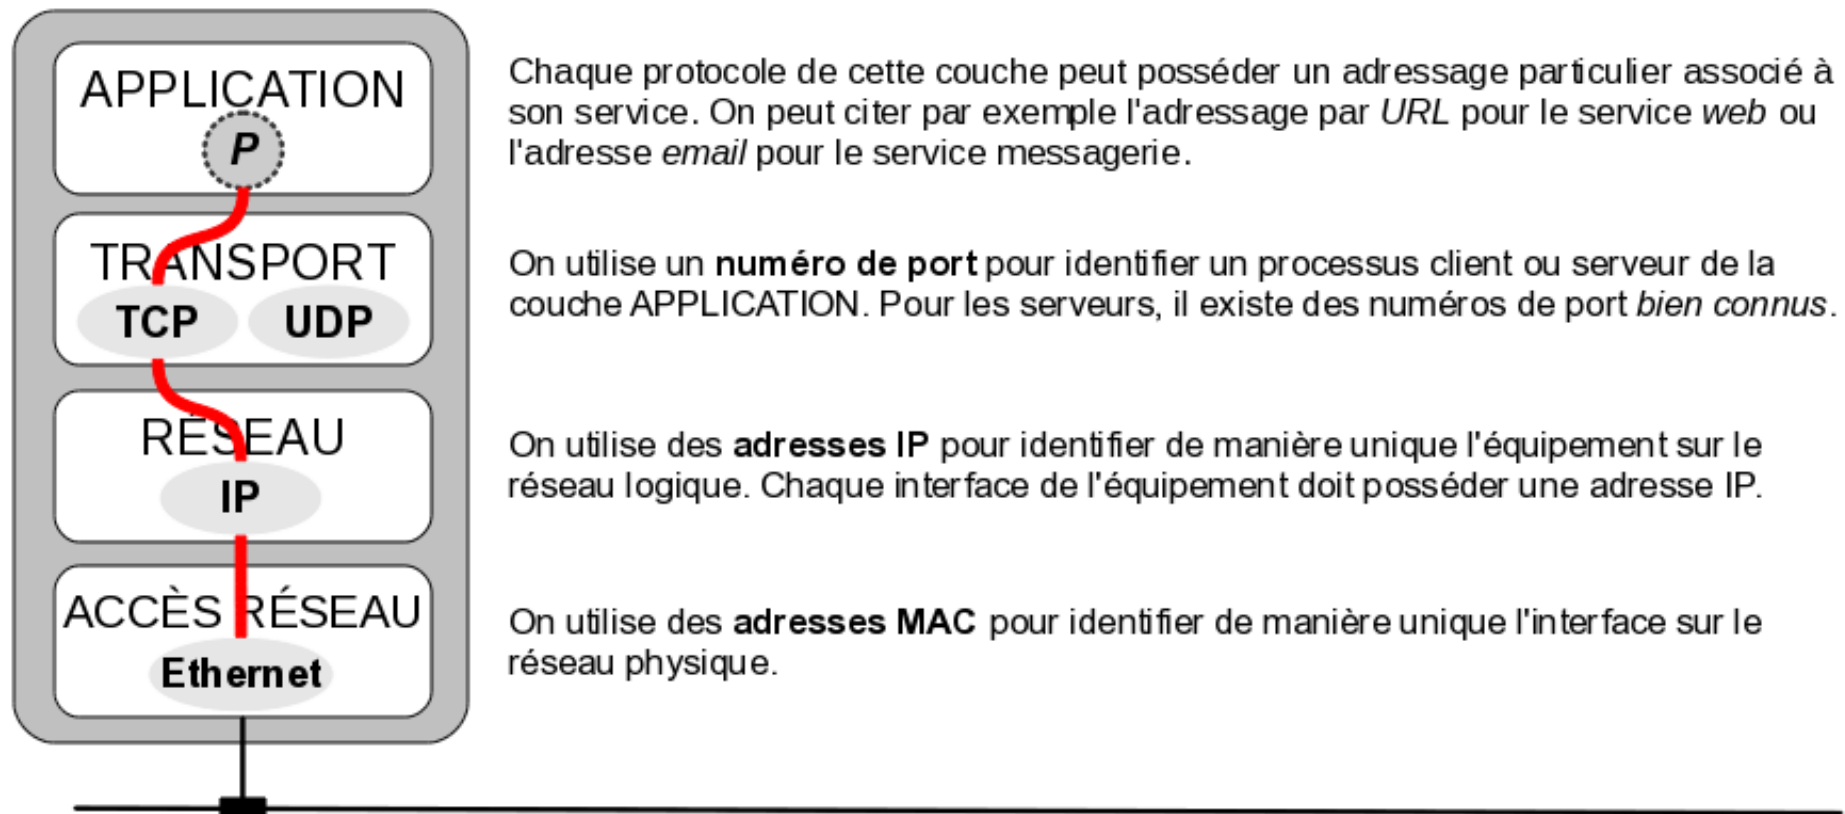 APPLICATION
P
Chaque protocole de cette couche peut posséder un adressage particulier associé à
son service. On peut citer par exemple l'adressage par URL pour le service web ou
l'adresse email pour le service messagerie.
TRANSPORT
TCP UDP
On utilise un numéro de port pour identifier un processus client ou serveur de la
couche APPLICATION. Pour les serveurs, il existe des numéros de port bien connus.
RÉSEAU
IP
On utilise des adresses IP pour identifier de manière unique l'équipement sur le
réseau logique. Chaque interface de l'équipement doit posséder une adresse IP.
ACCÈS RÉSEAU
Ethernet
On utilise des adresses MAC pour identifier de manière unique l'interface sur le
réseau physique.